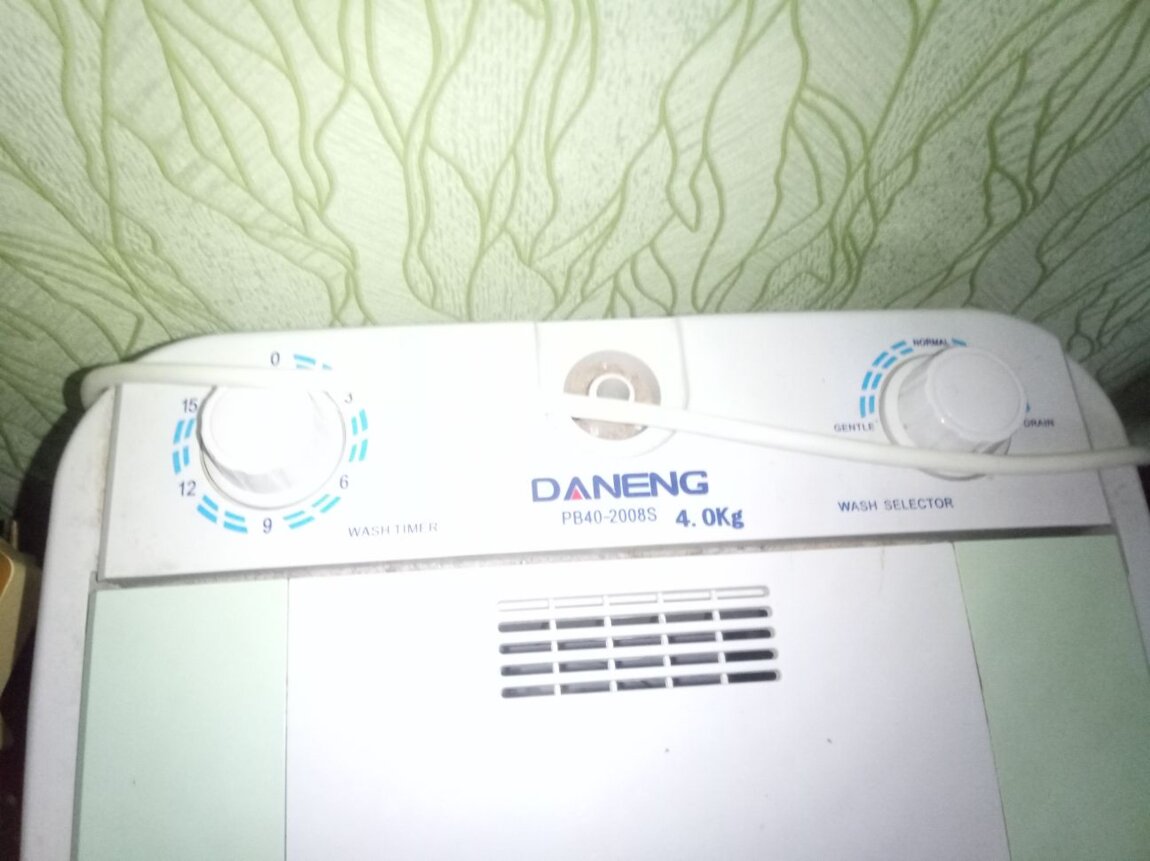 0
3
6
9
12
15
WASH TIMER
DANENG
PB40-2008S 4.0Kg
NORMAL
GENTLE
DRAIN
WASH SELECTOR